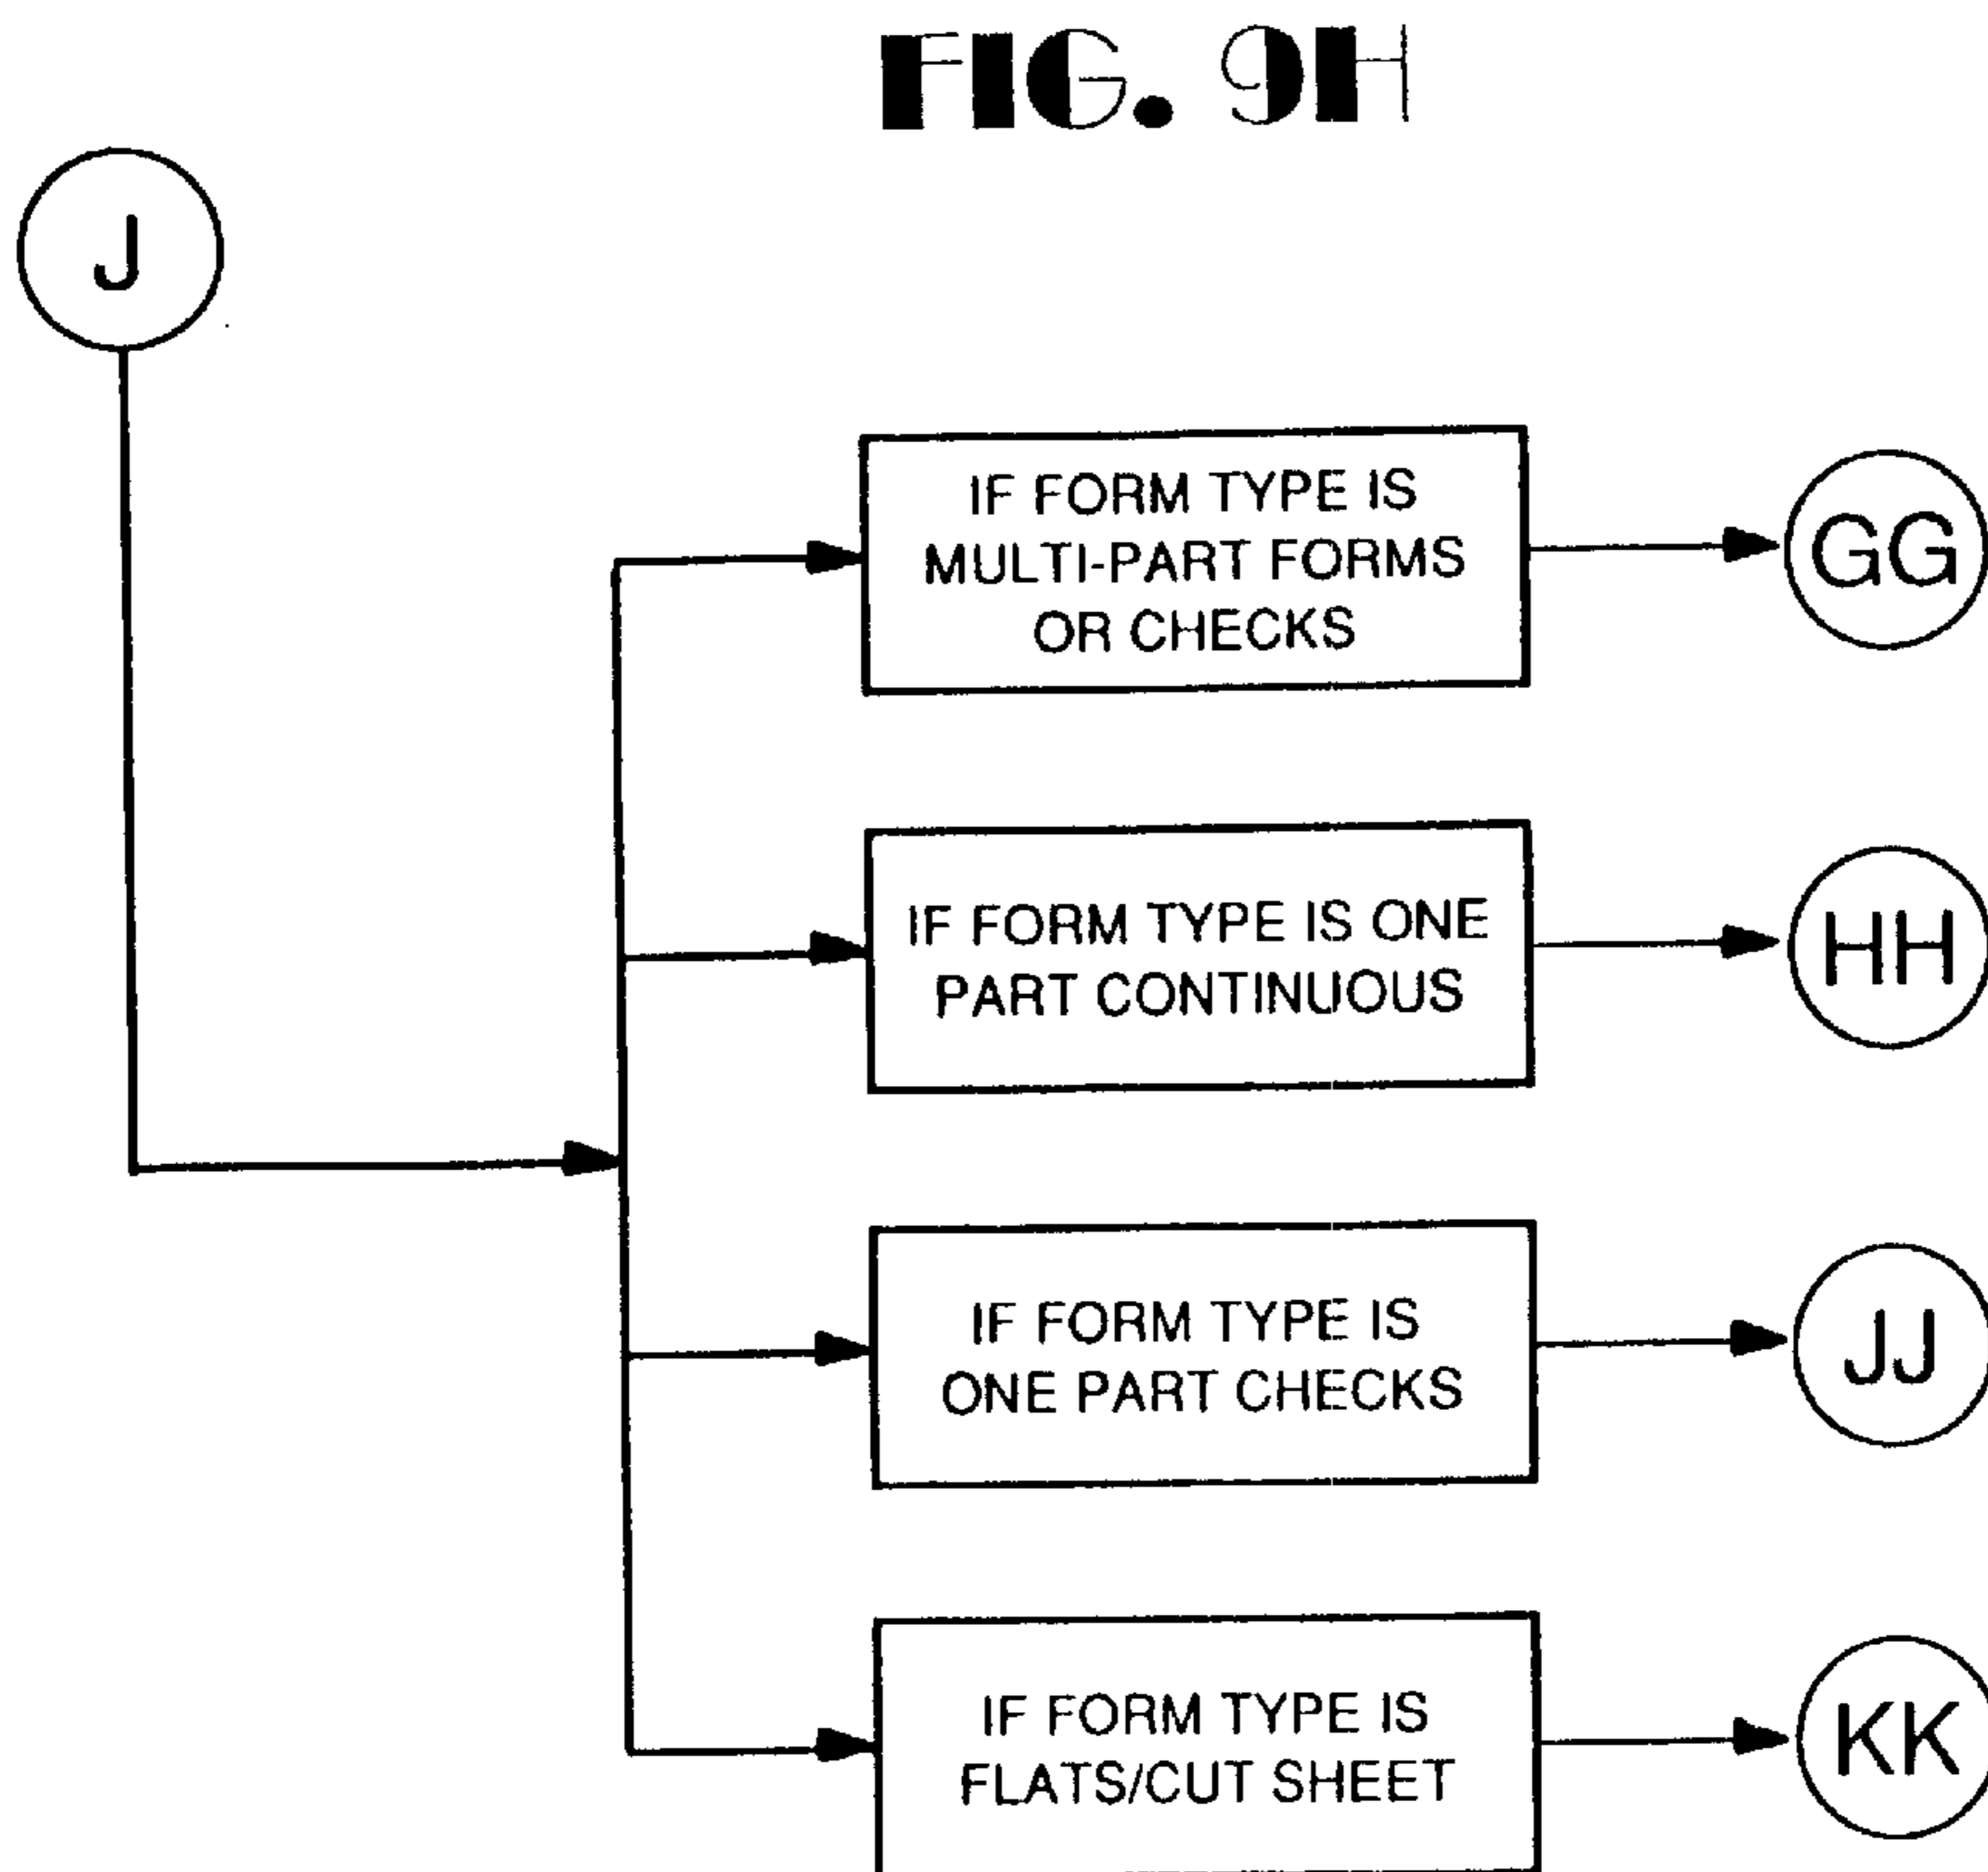 FIG. 9H
J
IF FORM TYPE IS
MULTI-PART FORMS
OR CHECKS
GG
IF FORM TYPE IS ONE
PART CONTINUOUS
HH
IF FORM TYPE IS
ONE PART CHECKS
JJ
IF FORM TYPE IS
FLATS/CUT SHEET
KK